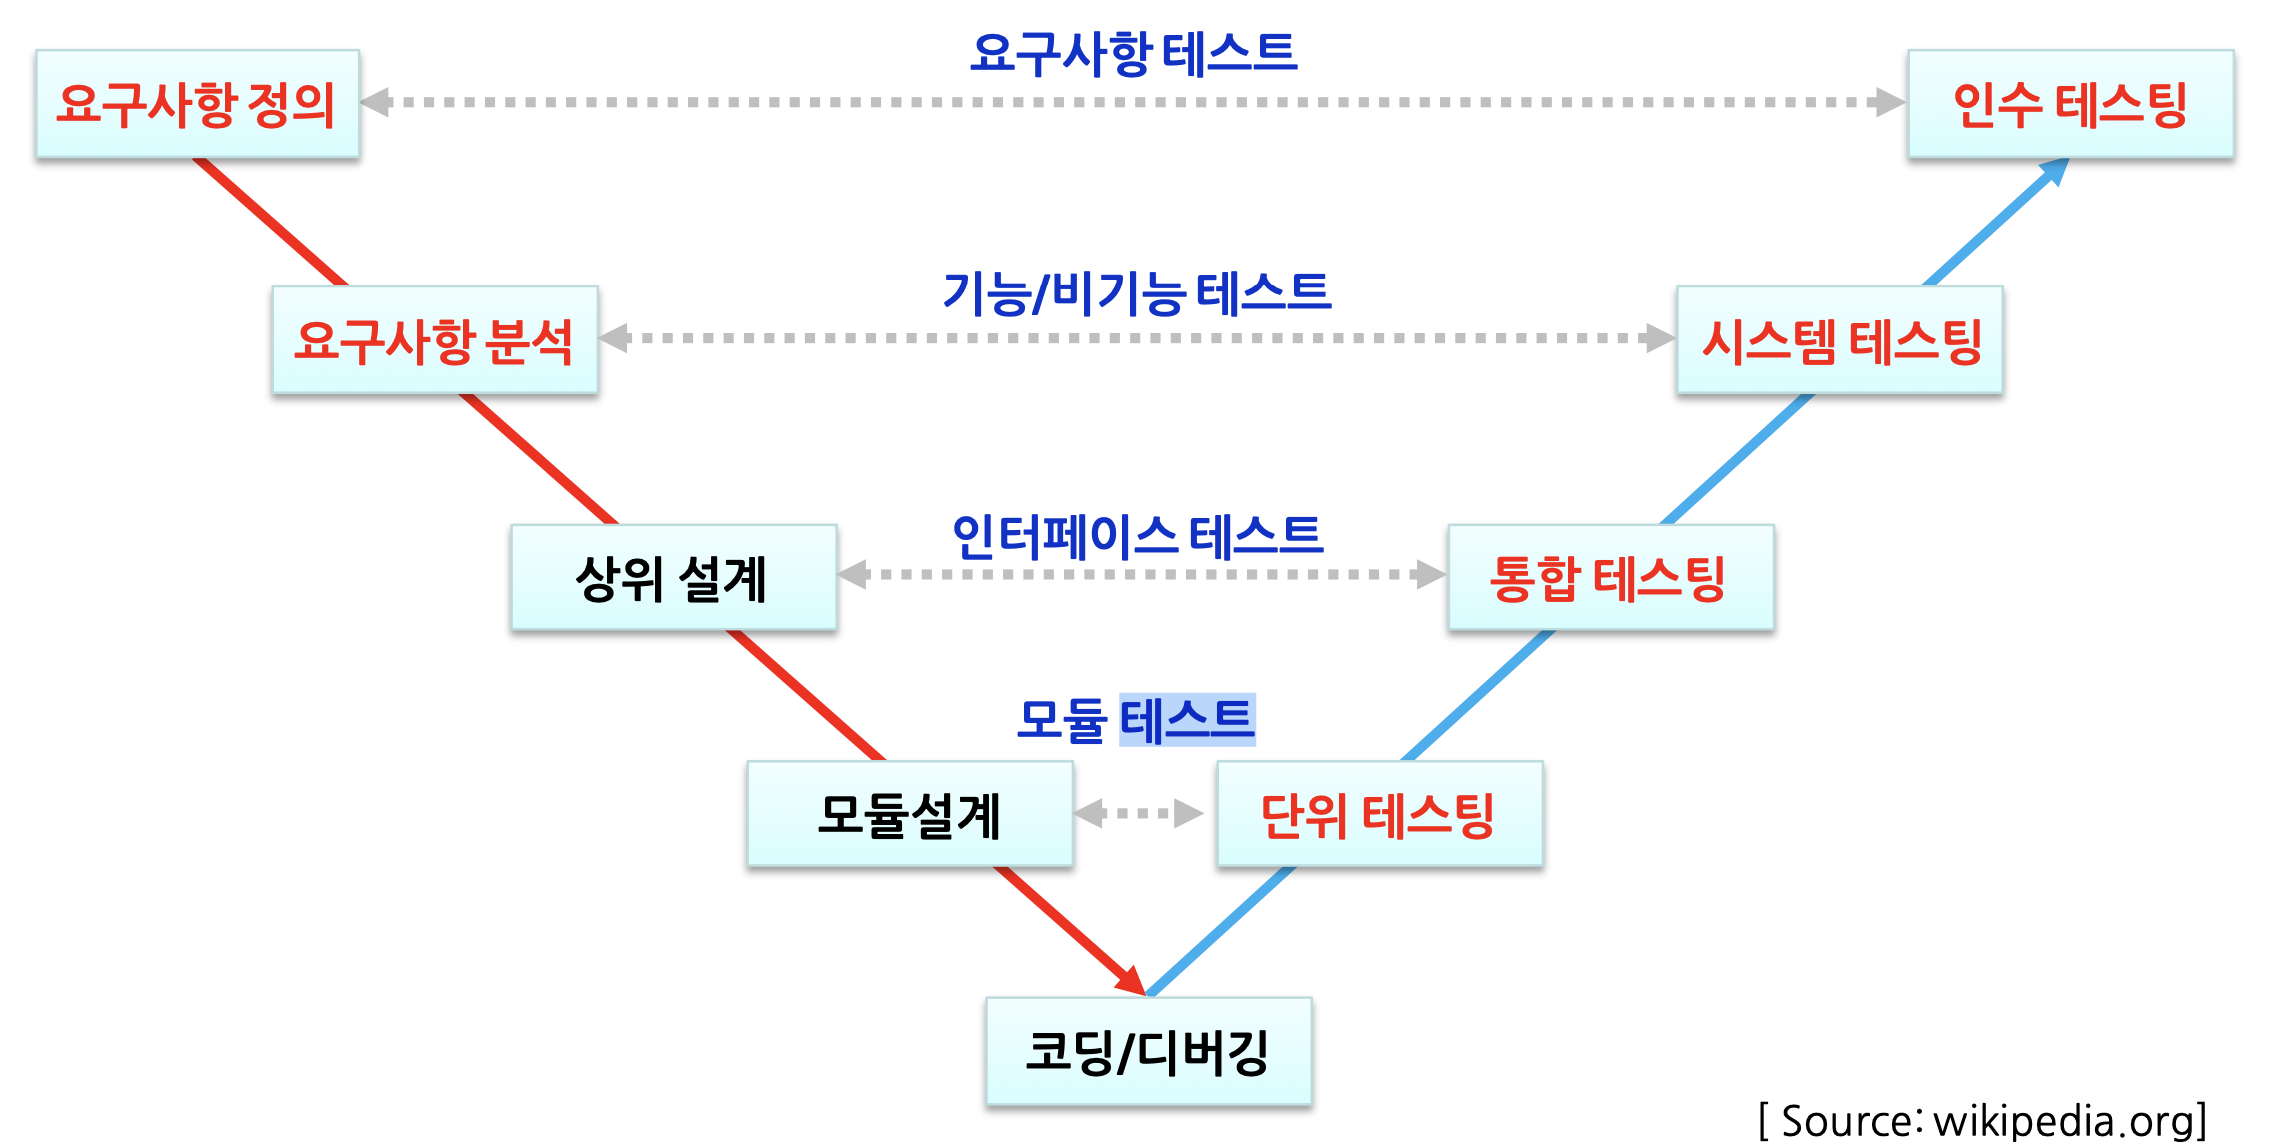 요구사항 테스트
요구사항 정의
인수 테스팅
기능/비기능 테스트
요구사항 분석
시스템 테스팅
인터페이스 테스트
상위 설계
통합 테스팅
모듈 테스트
모듈설계
단위 테스팅
코딩/디버깅
[ Source: wikipedia.org]